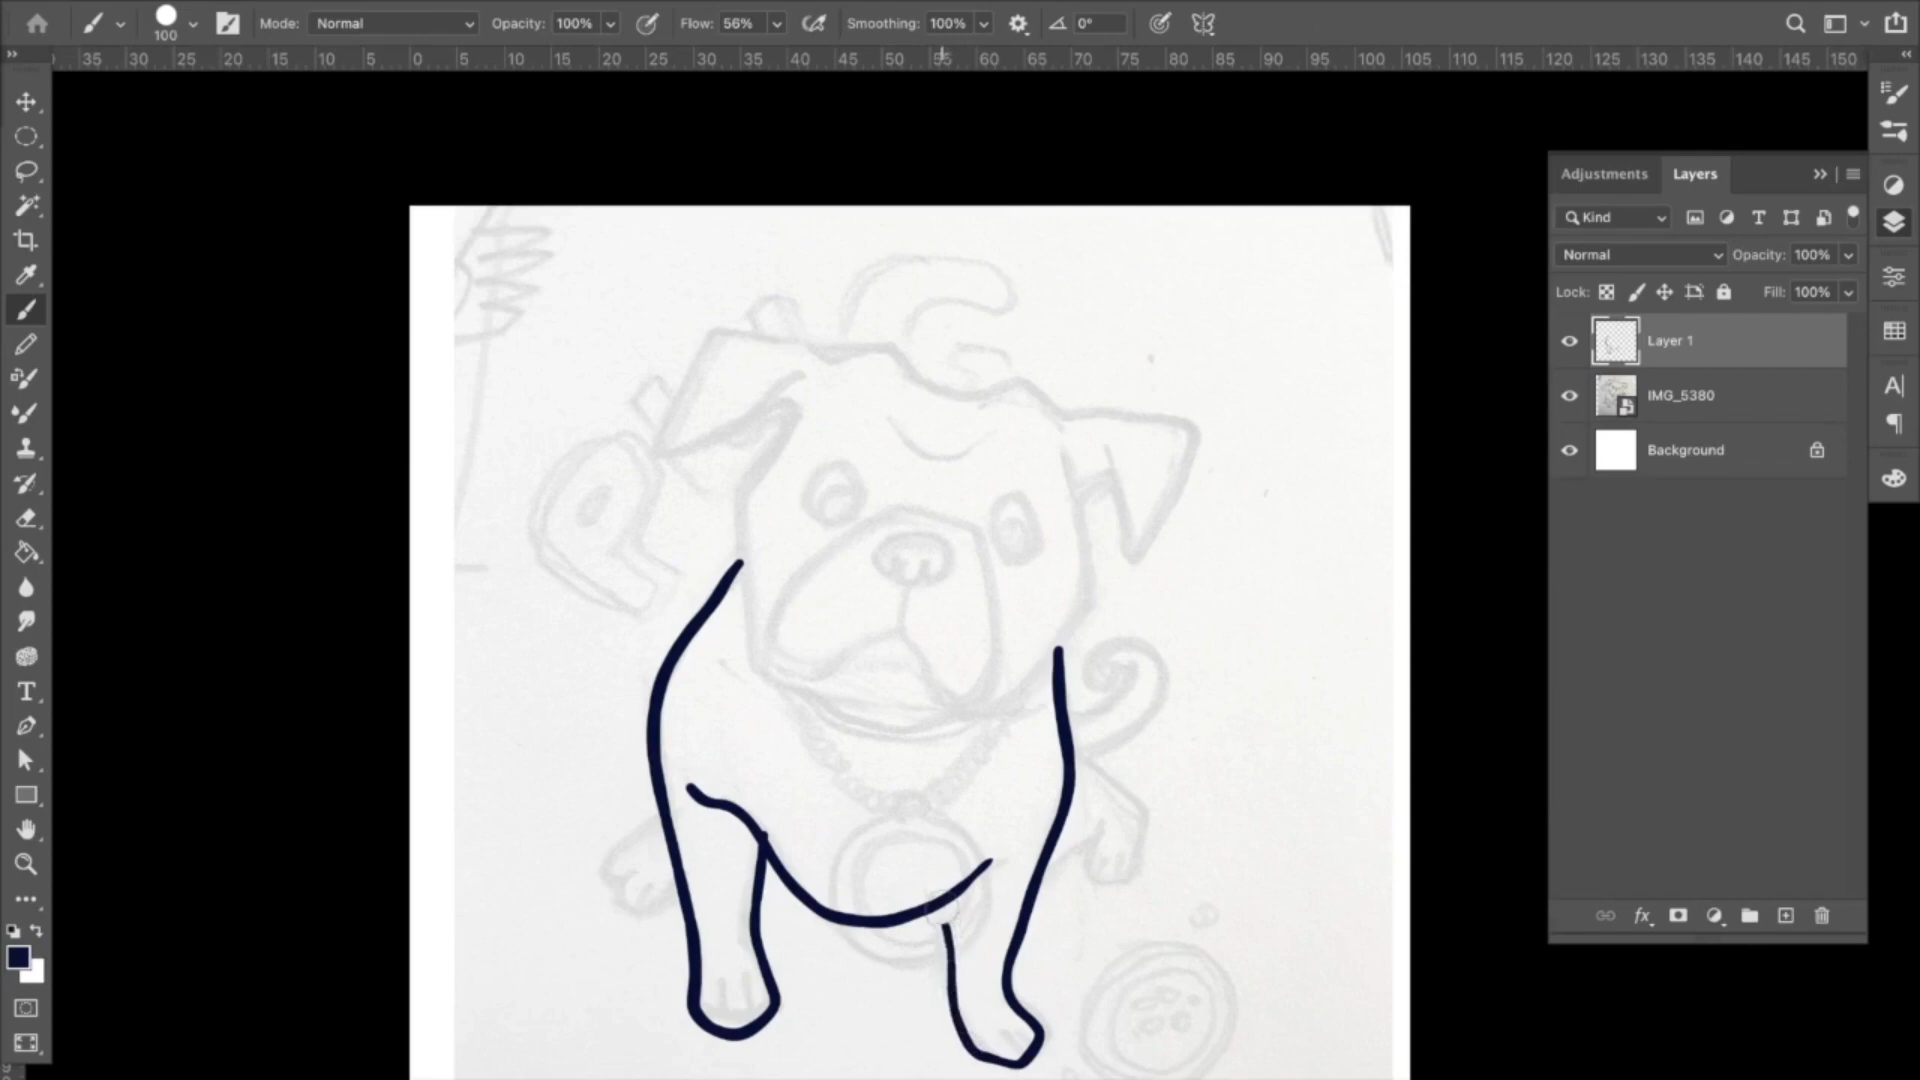 100 Mode: Normal Opacity: 100% Flow: 56% Smoothing: 100% 0°
35 30 25 20 15 10 5 0 5 10 15 20 25 30 35 40 45 50 55 60 65 70 75 80 85 90 95 100 105 110 115 120 125 130 135 140 145 150
Adjustments Layers
Kind
Normal Opacity: 100%
Lock: Fill: 100%
Layer 1
IMG_5380
Background